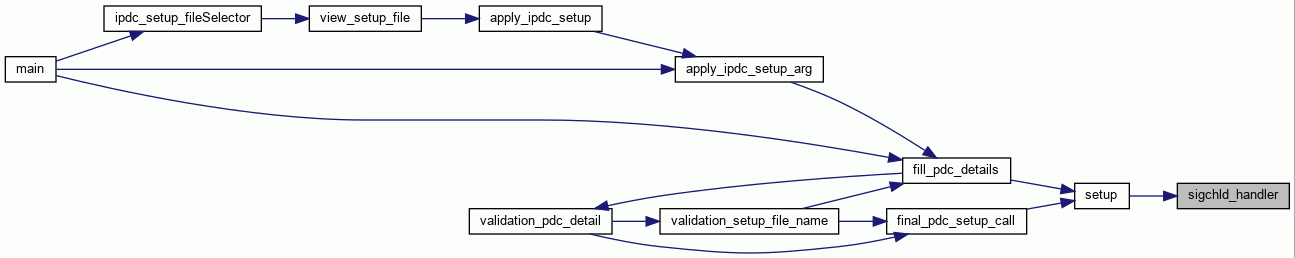 ipdc_setup_fileSelector
view_setup_file
apply_ipdc_setup
main
apply_ipdc_setup_arg
fill_pdc_details
setup
sigchld_handler
validation_pdc_detail
validation_setup_file_name
final_pdc_setup_call